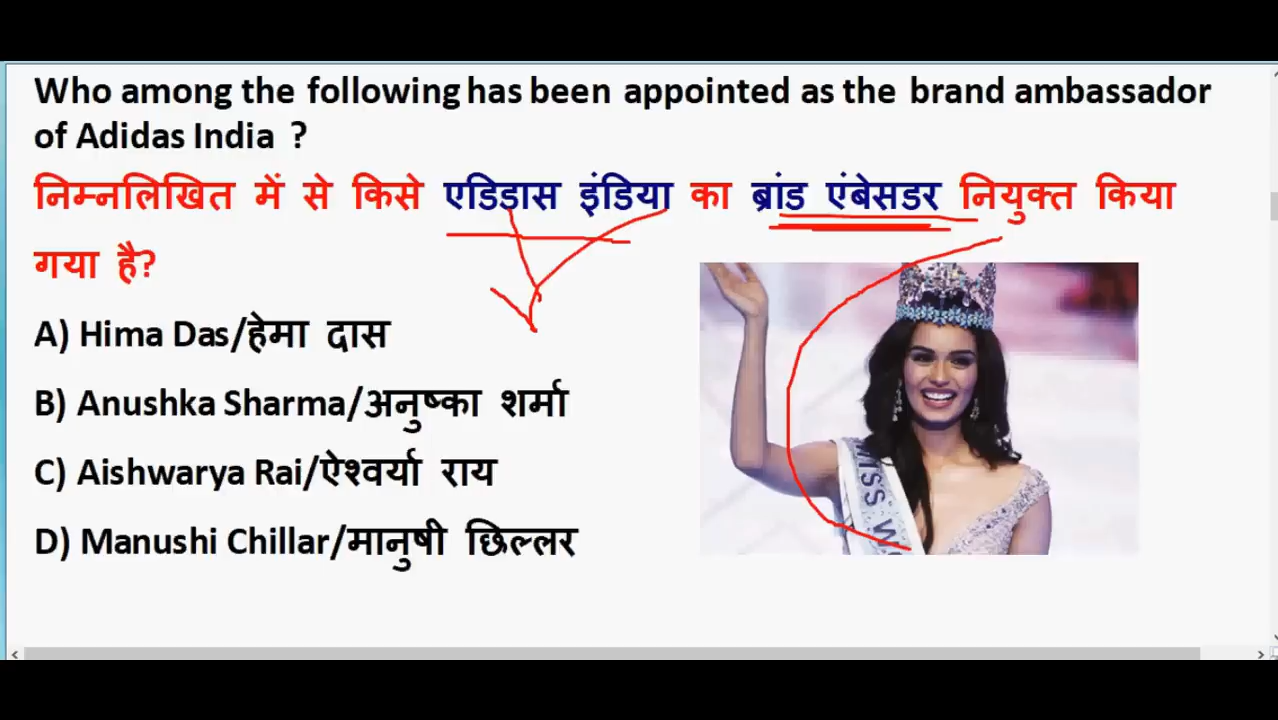 Who among the following has been appointed as the brand ambassador
of Adidas India ?
निम्नलिखित में से किसे एडिडास इंडिया का ब्रांड एंबेसडर नियुक्त किया
गया है?
A) Hima Das/हेमा दास
B) Anushka Sharma/अनुष्का शर्मा
C) Aishwarya Rai/ऐश्वर्या राय
D) Manushi Chillar/मानुषी छिल्लर
MISS W